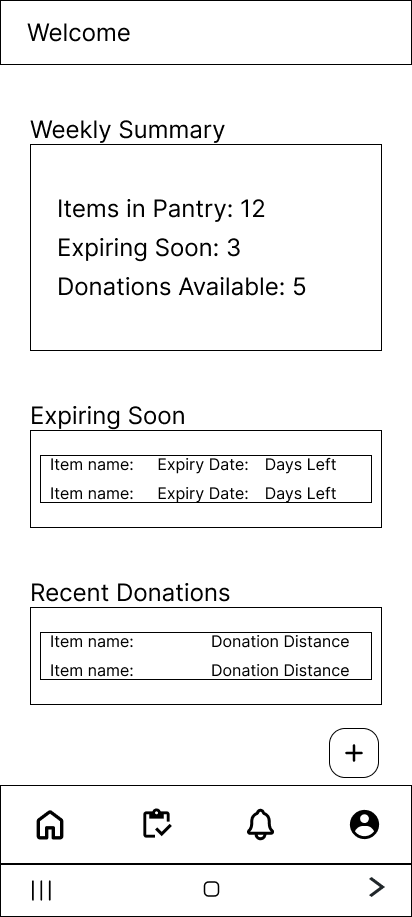 Welcome
Weekly Summary
Items in Pantry: 12
Expiring Soon: 3
Donations Available: 5
Expiring Soon
Item name: Expiry Date: Days Left
Item name: Expiry Date: Days Left
Recent Donations
Item name: Donation Distance
Item name: Donation Distance